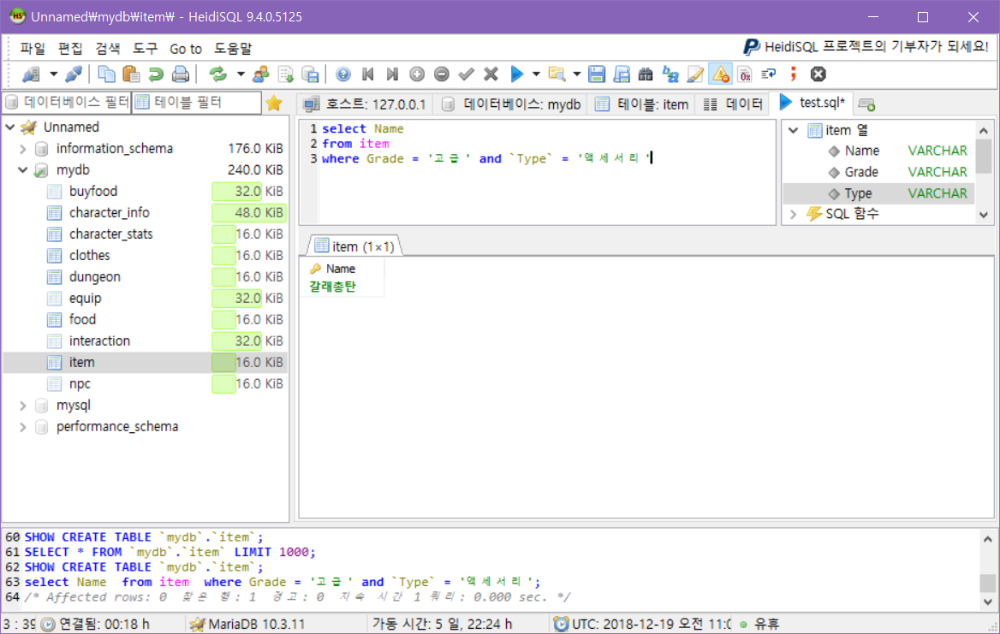 HS Unnamed₩mydb₩item₩ - HeidiSQL 9.4.0.5125
파일 편집 검색 도구 Go to 도움말 HeidiSQL 프로젝트의 기부자가 되세요!
데이터베이스 필터 테이블 필터
호스트: 127.0.0.1 데이터베이스: mydb 테이블: item 데이터 test.sql*
Unnamed
information_schema 176.0 KiB
mydb 240.0 KiB
buyfood 32.0 KiB
character_info 48.0 KiB
character_stats 16.0 KiB
clothes 16.0 KiB
dungeon 16.0 KiB
equip 32.0 KiB
food 16.0 KiB
interaction 32.0 KiB
item 16.0 KiB
npc 16.0 KiB
mysql
performance_schema
1 select Name
2 from item
3 where Grade = '고급' and `Type` = '액세서리'
item 열
Name VARCHAR
Grade VARCHAR
Type VARCHAR
SQL 함수
item (1×1)
Name
갈래총탄
60 SHOW CREATE TABLE `mydb`.`item`;
61 SELECT * FROM `mydb`.`item` LIMIT 1000;
62 SHOW CREATE TABLE `mydb`.`item`;
63 select Name from item where Grade = '고급' and `Type` = '액세서리';
64 /* Affected rows: 0 찾은 행: 1 경고: 0 지속 시간 1 쿼리: 0.000 sec. */
3 : 39 연결됨: 00:18 h MariaDB 10.3.11 가동 시간: 5 일, 22:24 h UTC: 2018-12-19 오전 11:0 유휴